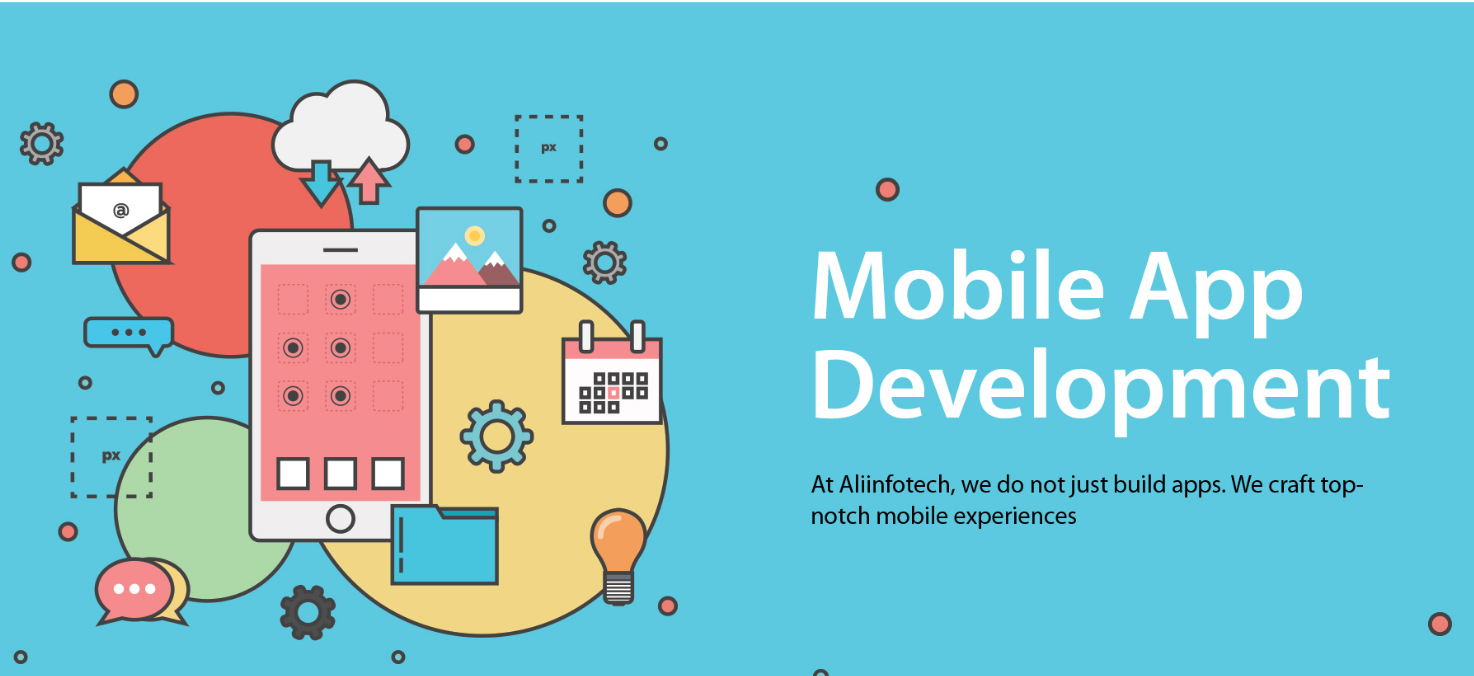 px
@
px
Mobile App
Development
At Aliinfotech, we do not just build apps. We craft top-
notch mobile experiences